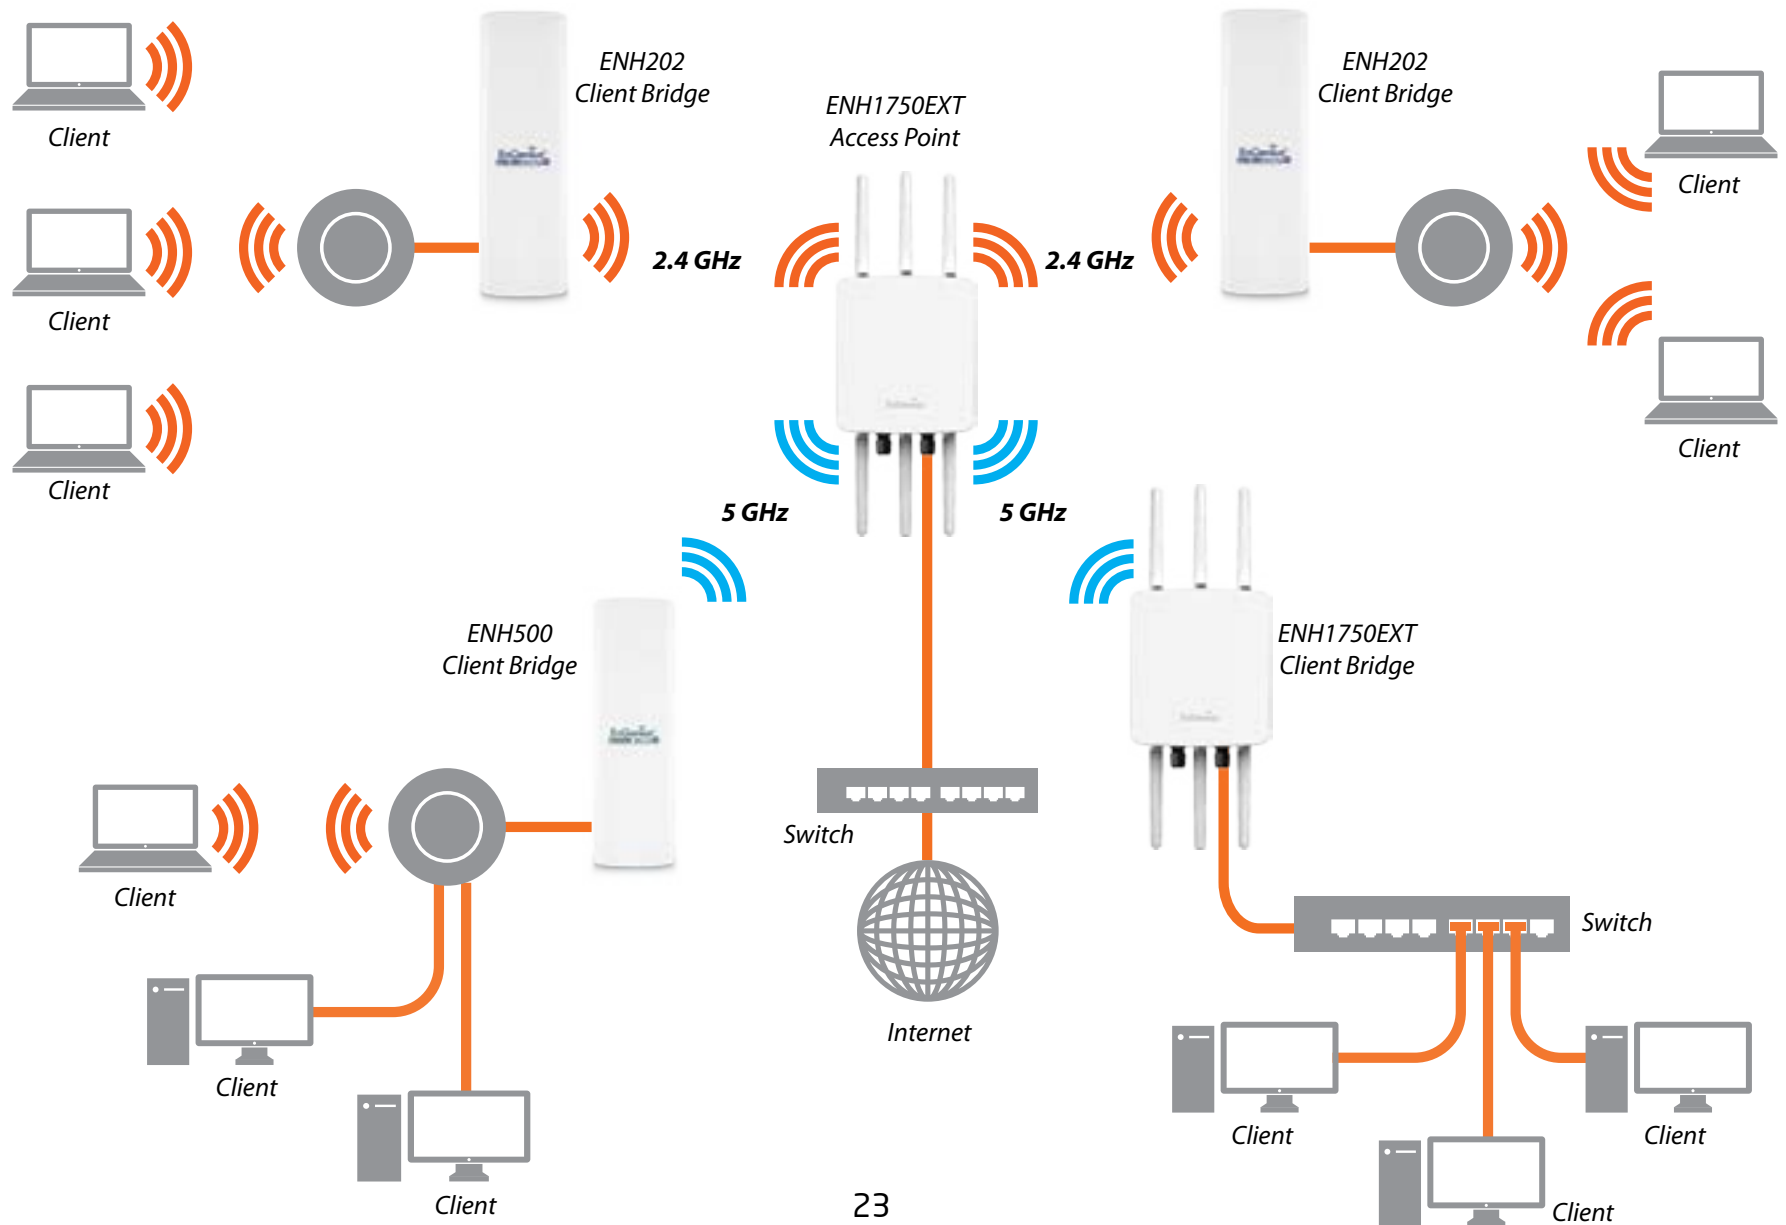 ENH202
Client Bridge
ENH1750EXT
Access Point
ENH202
Client Bridge
Client
Client
Client
Client
Client
Client
2.4 GHz
2.4 GHz
5 GHz
5 GHz
ENH500
Client Bridge
ENH1750EXT
Client Bridge
Switch
Client
Switch
Internet
Client
Client
Client
Client
Client
23